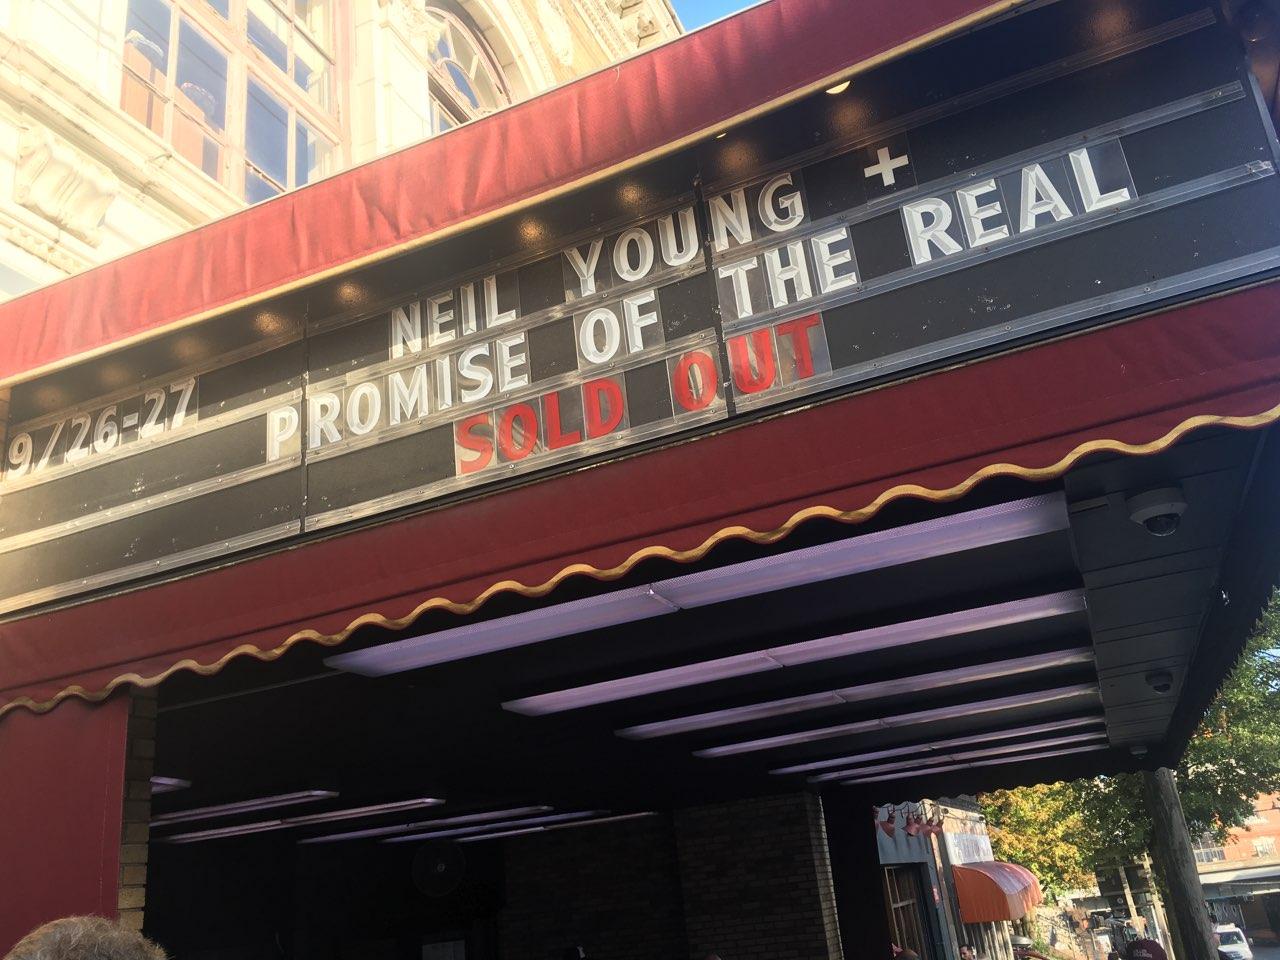 NEIL YOUNG +
9/26-27 PROMISE OF THE REAL
SOLD OUT